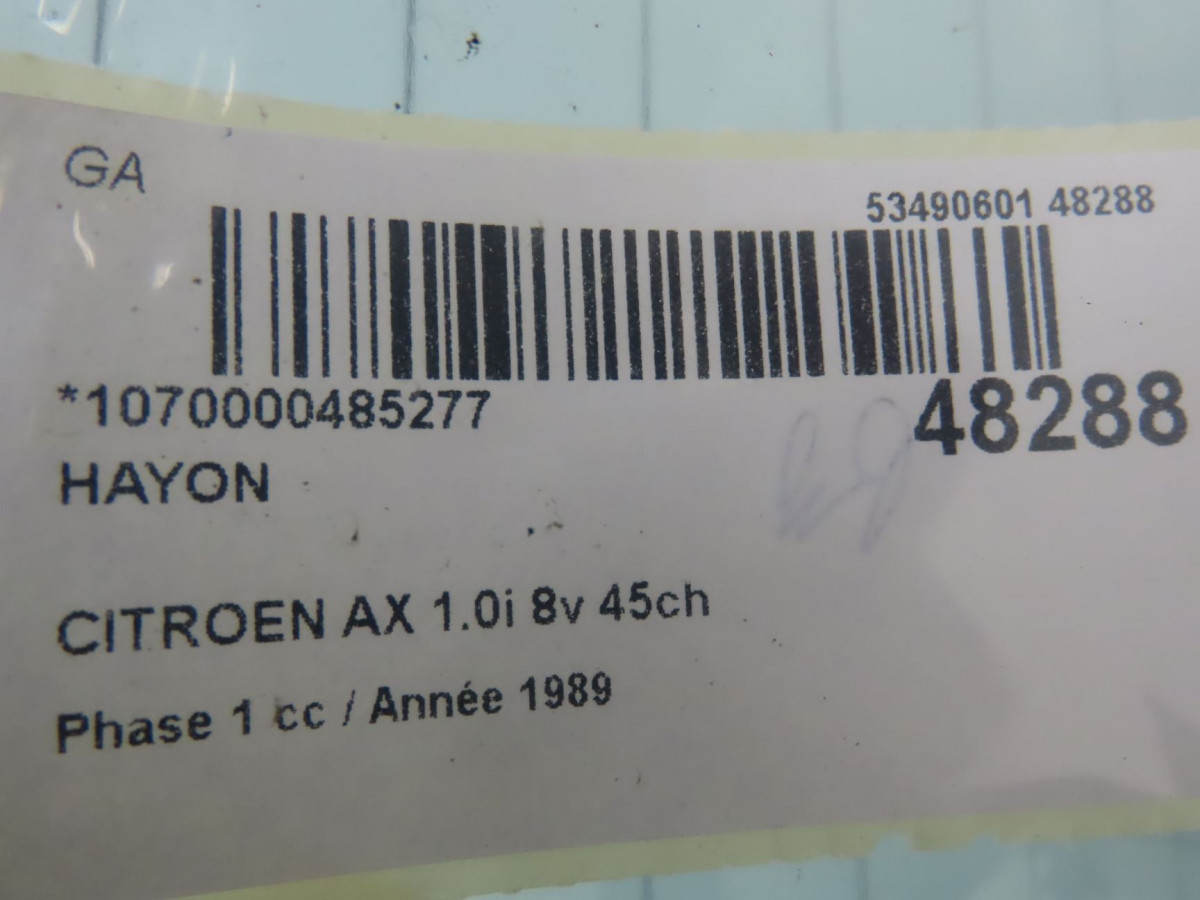 GA
53490601 48288
*1070000485277
48288
HAYON
CITROEN AX 1.0i 8v 45ch
Phase 1 cc / Année 1989